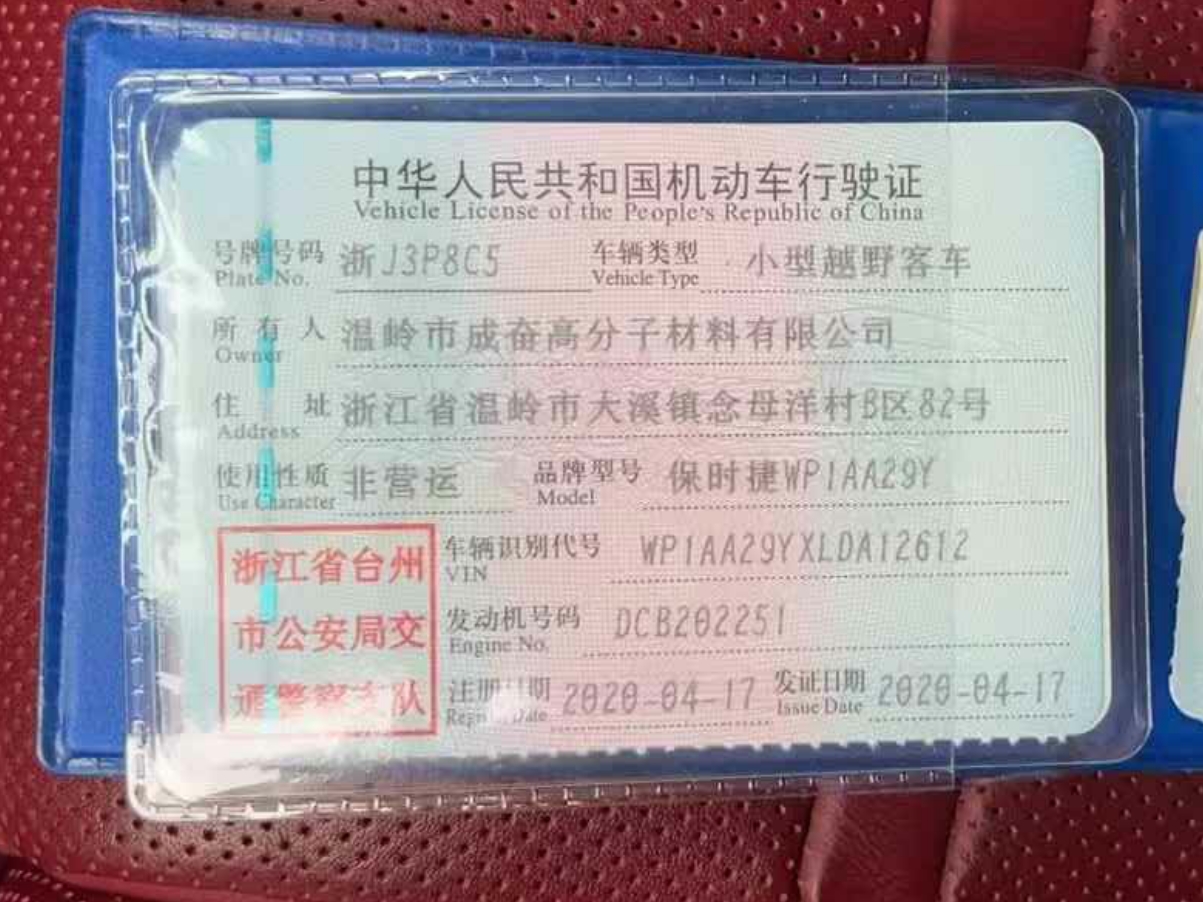 中华人民共和国机动车行驶证
Vehicle License of the People's Republic of China
号牌号码 浙J3P8C5 车辆类型 小型越野客车
Plate No. Vehicle Type
所有人 温岭市成奋高分子材料有限公司
Owner
住址 浙江省温岭市大溪镇念母洋村B区82号
Address
使用性质 非营运 品牌型号 保时捷WP1AA29Y
Use Character Model
浙江省台州 车辆识别代号 WP1AA29YXLDA12612
VIN
市公安局交 发动机号码 DCB202251
Engine No.
通警察支队 注册日期 2020-04-17 发证日期 2020-04-17
Register Date Issue Date